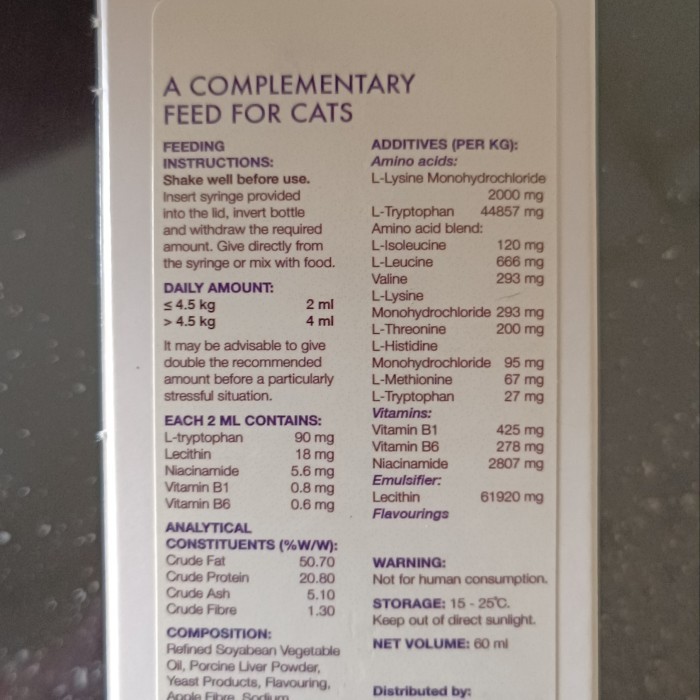 A COMPLEMENTARY
FEED FOR CATS
FEEDING
INSTRUCTIONS:
Shake well before use.
Insert syringe provided
into the lid, invert bottle
and withdraw the required
amount. Give directly from
the syringe or mix with food.
DAILY AMOUNT:
≤ 4.5 kg 2 ml
> 4.5 kg 4 ml
It may be advisable to give
double the recommended
amount before a particularly
stressful situation.
EACH 2 ML CONTAINS:
L-tryptophan 90 mg
Lecithin 18 mg
Niacinamide 5.6 mg
Vitamin B1 0.8 mg
Vitamin B6 0.6 mg
ANALYTICAL
CONSTITUENTS (%W/W):
Crude Fat 50.70
Crude Protein 20.80
Crude Ash 5.10
Crude Fibre 1.30
COMPOSITION:
Refined Soyabean Vegetable
Oil, Porcine Liver Powder,
Yeast Products, Flavouring,
Apple Fibre, Sodium
ADDITIVES (PER KG):
Amino acids:
L-Lysine Monohydrochloride
2000 mg
L-Tryptophan 44857 mg
Amino acid blend:
L-Isoleucine 120 mg
L-Leucine 666 mg
Valine 293 mg
L-Lysine
Monohydrochloride 293 mg
L-Threonine 200 mg
L-Histidine
Monohydrochloride 95 mg
L-Methionine 67 mg
L-Tryptophan 27 mg
Vitamins:
Vitamin B1 425 mg
Vitamin B6 278 mg
Niacinamide 2807 mg
Emulsifier:
Lecithin 61920 mg
Flavourings
WARNING:
Not for human consumption.
STORAGE: 15 - 25°C.
Keep out of direct sunlight.
NET VOLUME: 60 ml
Distributed by: